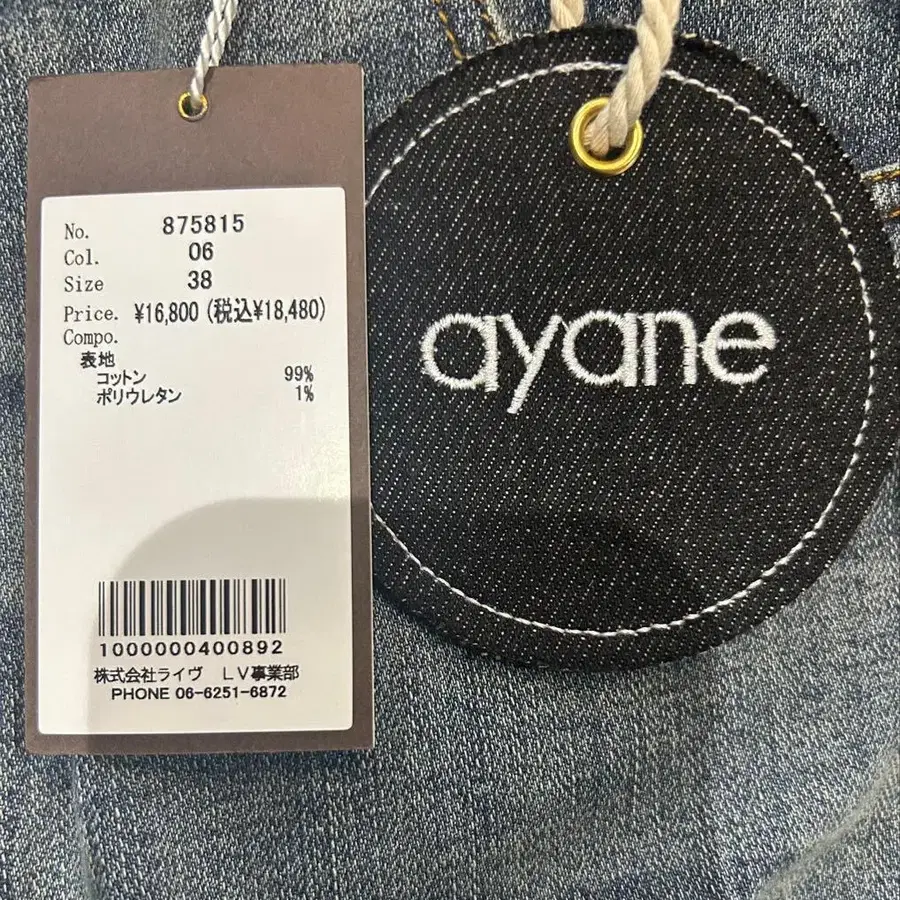 No. 875815
Col. 06
Size 38
Price. ¥16,800 (税込¥18,480)
Compo.
表地
コットン 99%
ポリウレタン 1%
1000000400892
株式会社ライヴ LV事業部
PHONE 06-6251-6872
ayane